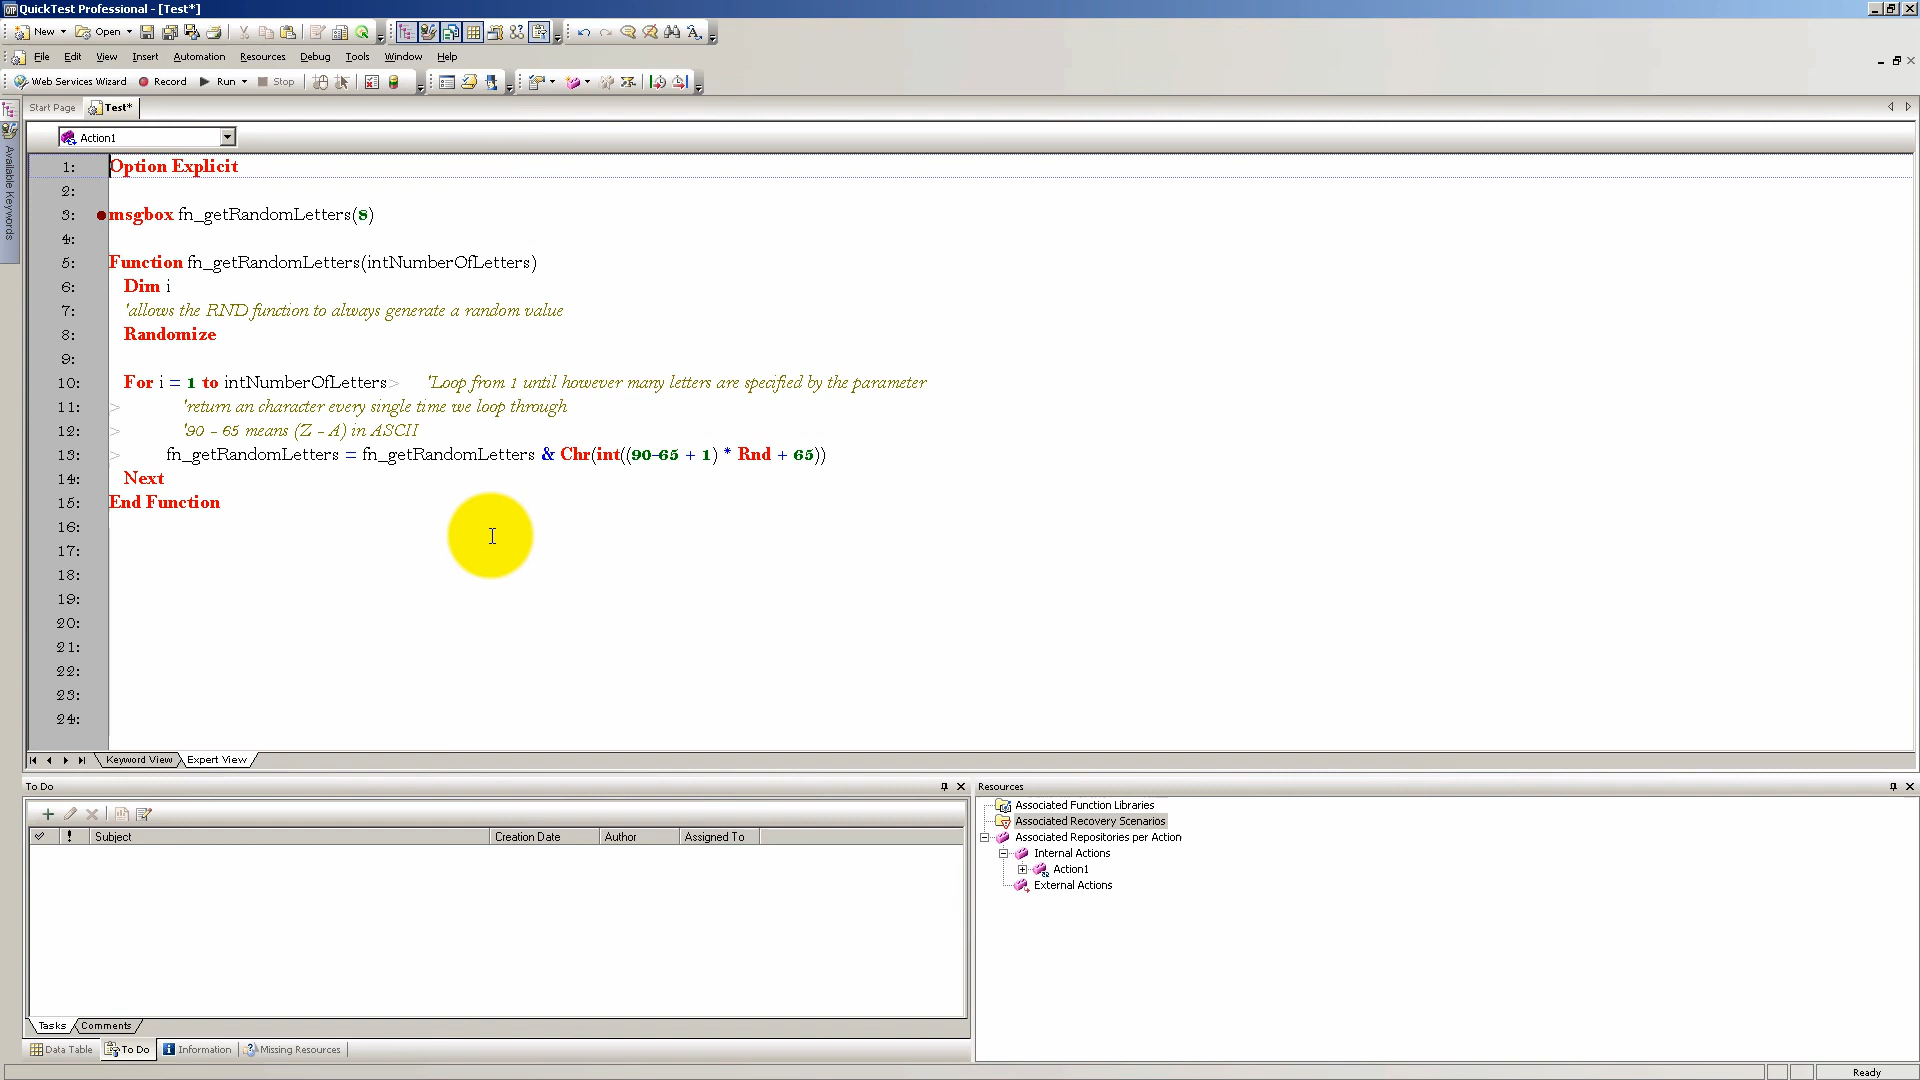 QuickTest Professional - [Test*]
New Open
File Edit View Insert Automation Resources Debug Tools Window Help
Web Services Wizard Record Run Stop
Start Page Test*
Available Keywords
Action1
1: Option Explicit
2:
3: msgbox fn_getRandomLetters(8)
4:
5: Function fn_getRandomLetters(intNumberOfLetters)
6: Dim i
7: 'allows the RND function to always generate a random value
8: Randomize
9:
10: For i = 1 to intNumberOfLetters> 'Loop from 1 until however many letters are specified by the parameter
11: > 'return an character every single time we loop through
12: > '90 - 65 means (Z - A) in ASCII
13: > fn_getRandomLetters = fn_getRandomLetters & Chr(int((90-65 + 1) * Rnd + 65))
14: Next
15: End Function
16:
17:
18:
19:
20:
21:
22:
23:
24:
Keyword View Expert View
To Do
Subject Creation Date Author Assigned To
Tasks Comments
Data Table To Do Information Missing Resources
Resources
Associated Function Libraries
Associated Recovery Scenarios
Associated Repositories per Action
Internal Actions
Action1
External Actions
Ready